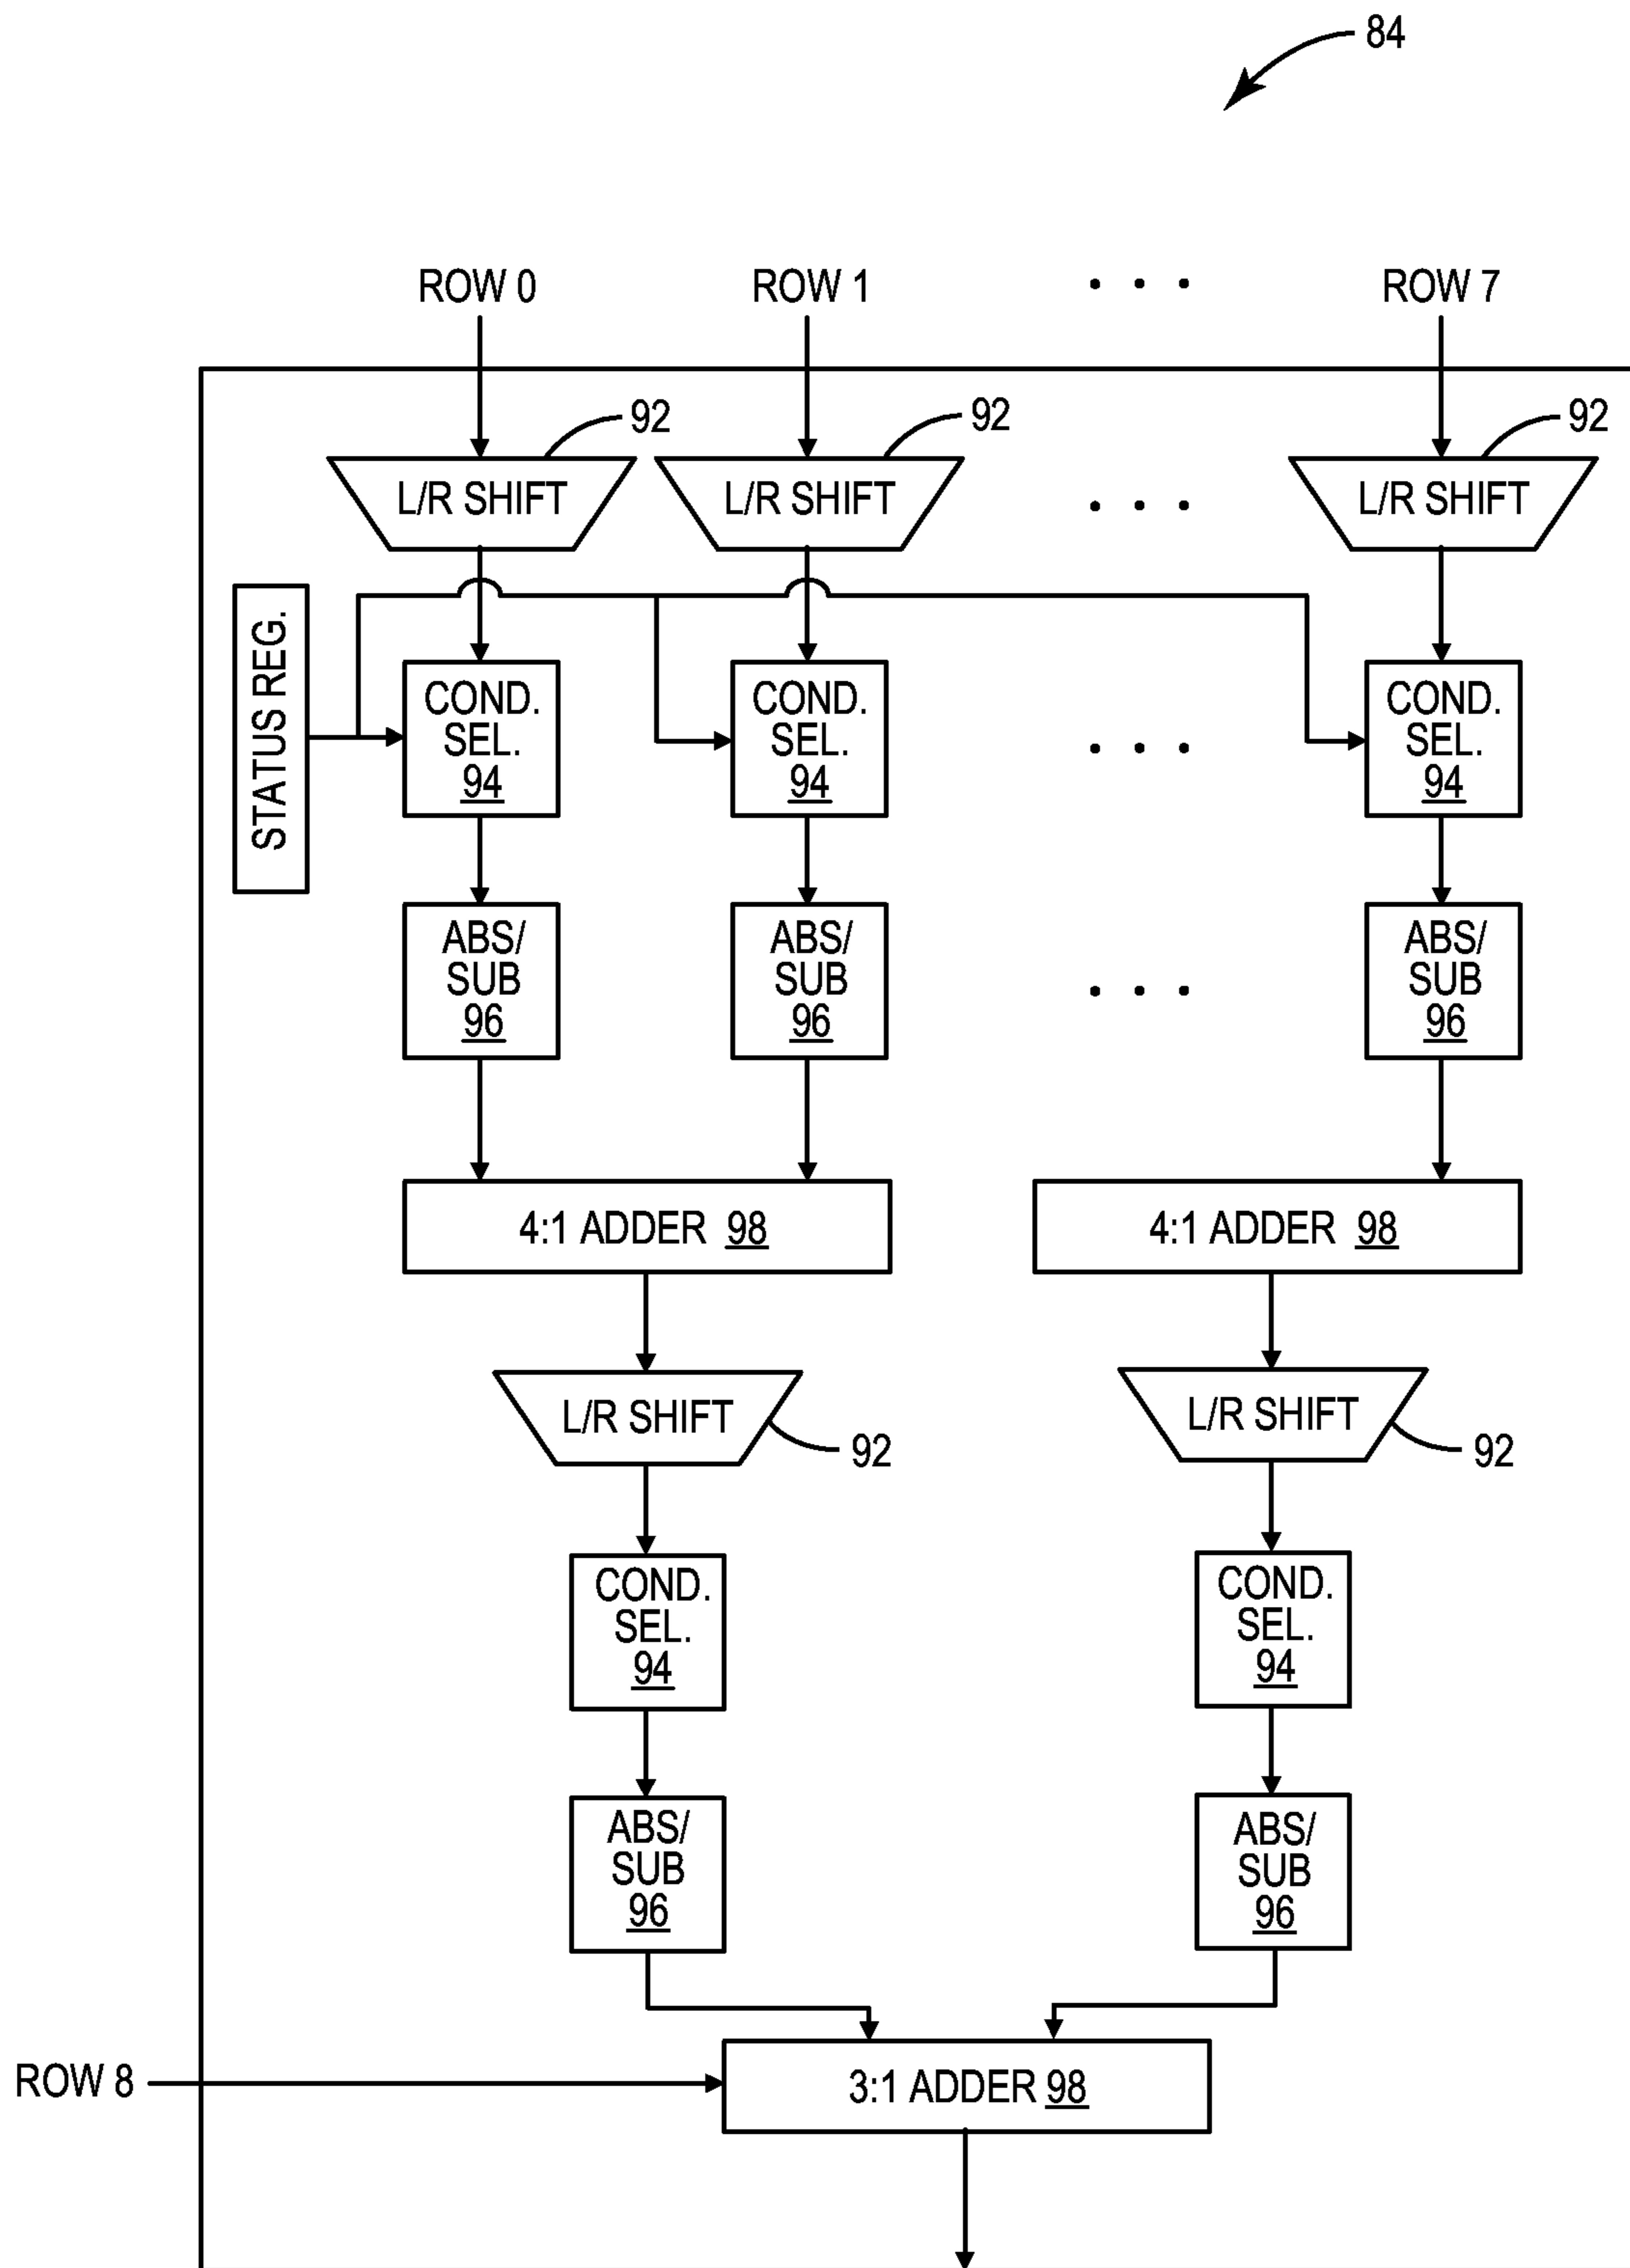 84
ROW 0 ROW 1 . . . ROW 7
92 92 92
L/R SHIFT L/R SHIFT . . . L/R SHIFT
STATUS REG.
COND. COND. COND.
SEL. SEL. . . . SEL.
94 94 94
ABS/ ABS/ ABS/
SUB SUB . . . SUB
96 96 96
4:1 ADDER 98 4:1 ADDER 98
L/R SHIFT L/R SHIFT
92 92
COND. COND.
SEL. SEL.
94 94
ABS/ ABS/
SUB SUB
96 96
ROW 8 3:1 ADDER 98